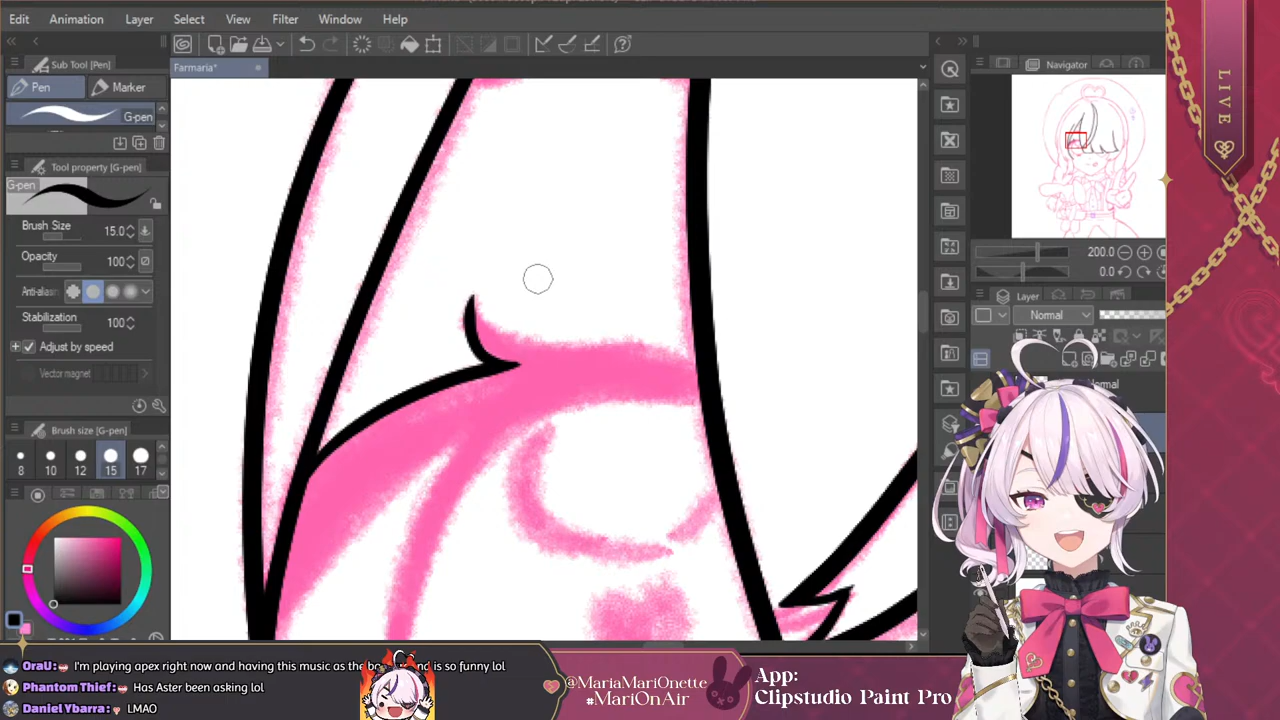 Edit Animation Layer Select View Filter Window Help
Sub Tool [Pen]
Farmaria*
Navigator
Pen Marker
G-pen
Tool property [G-pen]
G-pen
Brush Size 15.0
Opacity 100
Anti-alias
Stabilization 100
Adjust by speed
Vector magnet
Brush size [G-pen]
8 10 12 15 17
200.0
0.0
Layer
Normal
LIVE
OraU: I'm playing apex right now and having this music as the is so funny lol
Phantom Thief: Has Aster been asking lol
Daniel Ybarra: LMAO
@MariaMariOnette
#MariOnAir
App:
Clipstudio Paint Pro